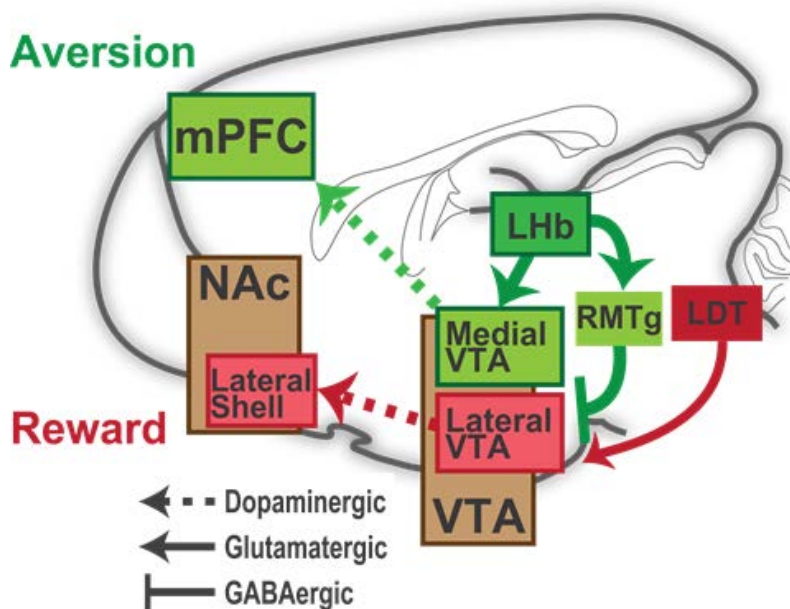 Aversion
mPFC
LHb
NAc
Medial
VTA
RMTg
LDT
Lateral
Shell
Lateral
VTA
Reward
VTA
Dopaminergic
Glutamatergic
GABAergic